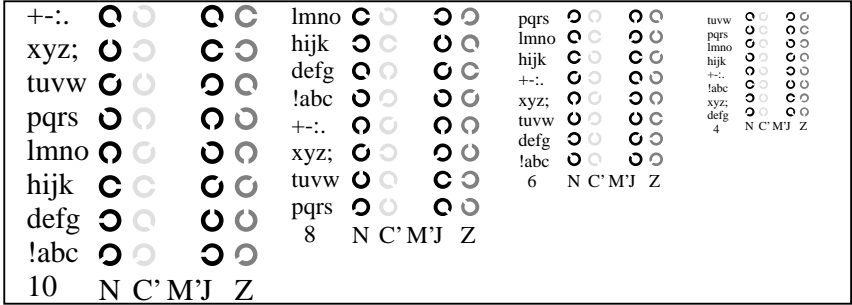 +-:.
xyz;
tuvw
pqrs
lmno
hijk
defg
!abc
10 N C’ M’J Z
lmno
hijk
defg
!abc
+-:.
xyz;
tuvw
pqrs
8 N C’ M’J Z
pqrs
lmno
hijk
+-:.
xyz;
tuvw
defg
!abc
6 N C’ M’J Z
tuvw
pqrs
lmno
hijk
+-:.
!abc
xyz;
defg
4 N C’ M’J Z